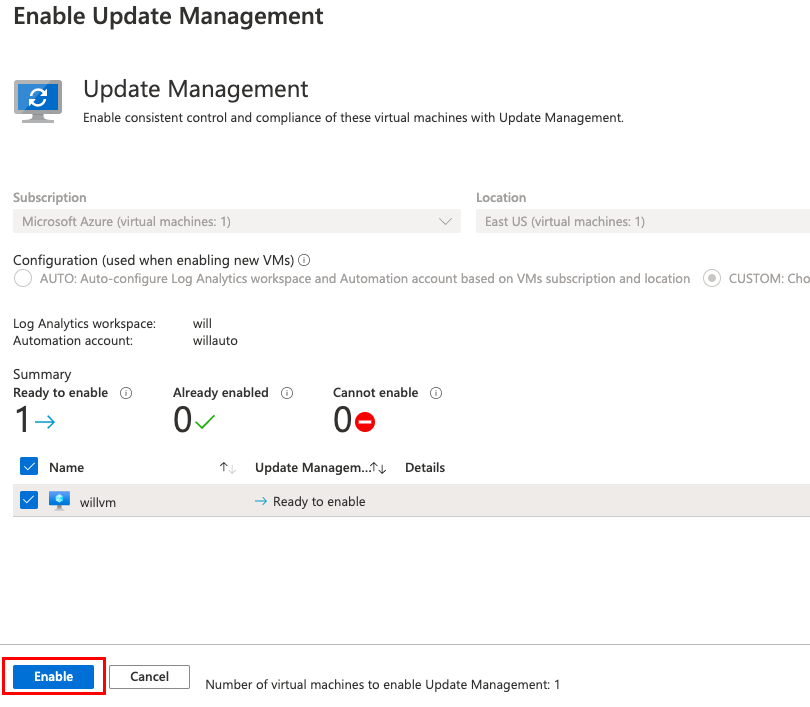 Enable Update Management
Update Management
Enable consistent control and compliance of these virtual machines with Update Management.
Subscription
Location
Microsoft Azure (virtual machines: 1)
East US (virtual machines: 1)
Configuration (used when enabling new VMs)
AUTO: Auto-configure Log Analytics workspace and Automation account based on VMs subscription and location
CUSTOM: Cho
Log Analytics workspace: will
Automation account: willauto
Summary
Ready to enable Already enabled Cannot enable
1 0 0
Name Update Managem... Details
willvm Ready to enable
Enable Cancel Number of virtual machines to enable Update Management: 1